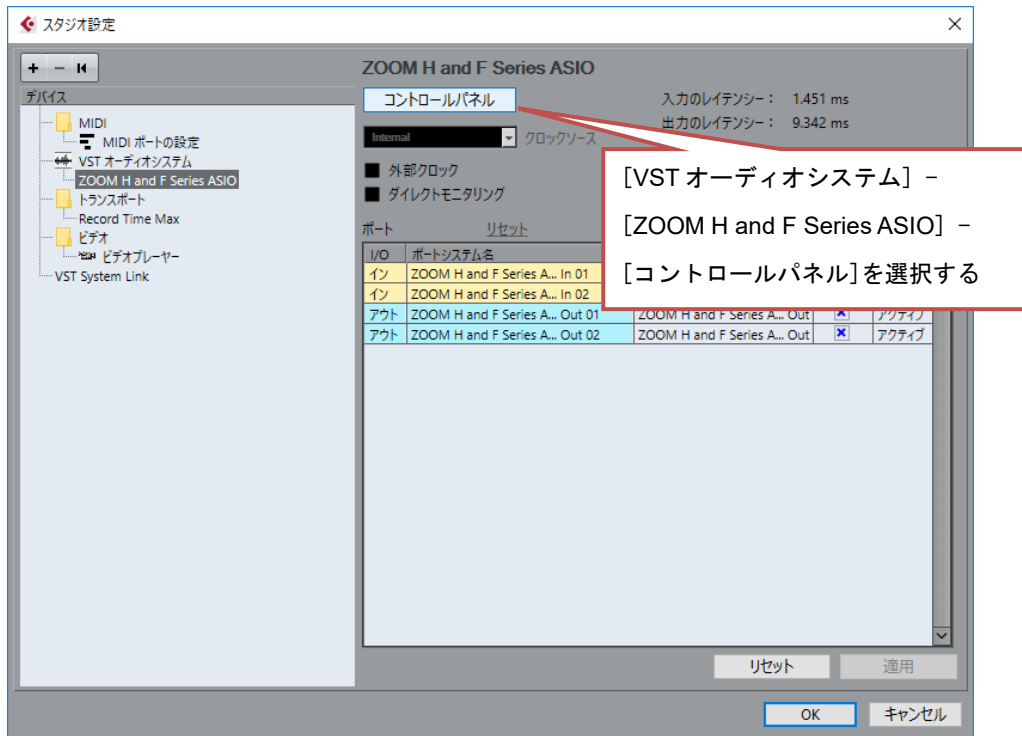 スタジオ設定
デバイス
MIDI
MIDI ポートの設定
VST オーディオシステム
ZOOM H and F Series ASIO
トランスポート
Record Time Max
ビデオ
ビデオプレーヤー
VST System Link
ZOOM H and F Series ASIO
コントロールパネル
入力のレイテンシー： 1.451 ms
出力のレイテンシー： 9.342 ms
Internal クロックソース
外部クロック
ダイレクトモニタリング
ポート リセット
I/O ポートシステム名
イン ZOOM H and F Series A... In 01
イン ZOOM H and F Series A... In 02
アウト ZOOM H and F Series A... Out 01 ZOOM H and F Series A... Out アクティブ
アウト ZOOM H and F Series A... Out 02 ZOOM H and F Series A... Out アクティブ
[VST オーディオシステム] −
[ZOOM H and F Series ASIO] −
[コントロールパネル]を選択する
リセット 適用
OK キャンセル